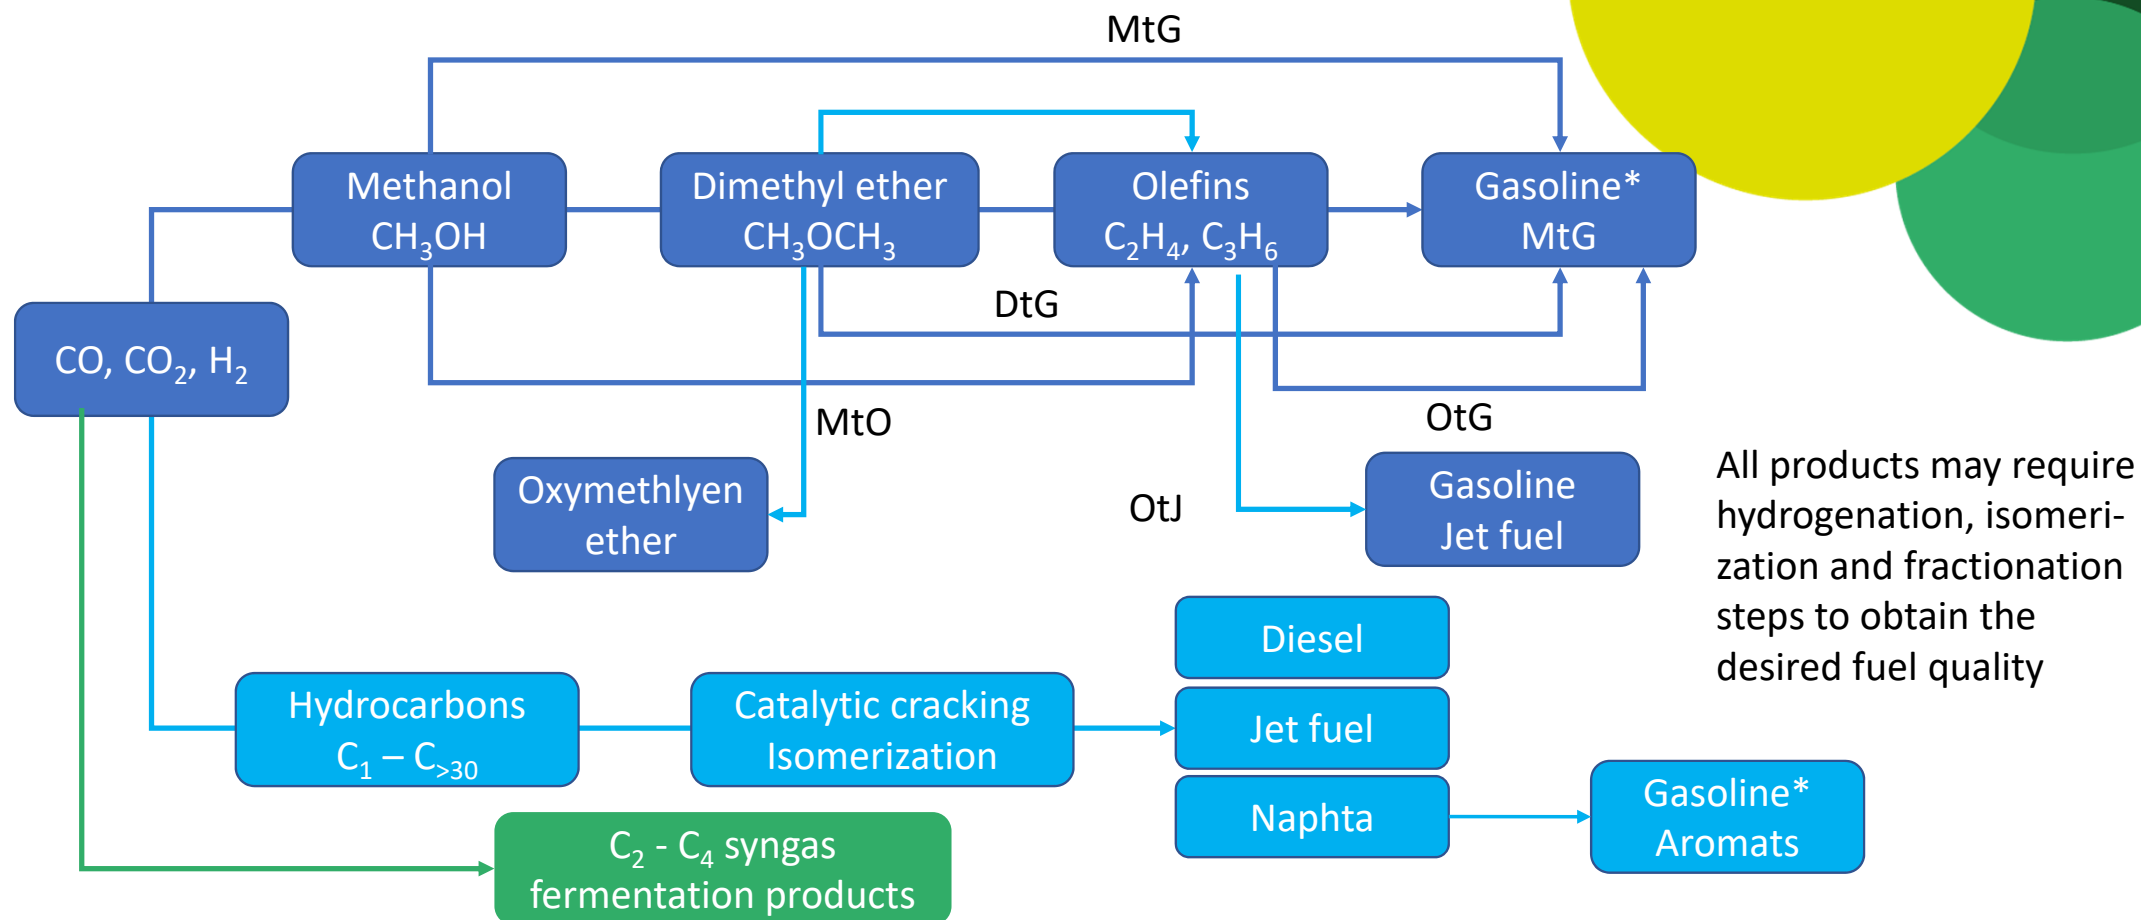 MtG
Methanol
CH₃OH
Dimethyl ether
CH₃OCH₃
Olefins
C₂H₄, C₃H₆
Gasoline*
MtG
DtG
CO, CO₂, H₂
MtO
OtG
Oxymethlyen
ether
OtJ
Gasoline
Jet fuel
All products may require
hydrogenation, isomeri-
zation and fractionation
steps to obtain the
desired fuel quality
Hydrocarbons
C₁ – C>₃₀
Catalytic cracking
Isomerization
Diesel
Jet fuel
Naphta
Gasoline*
Aromats
C₂ - C₄ syngas
fermentation products